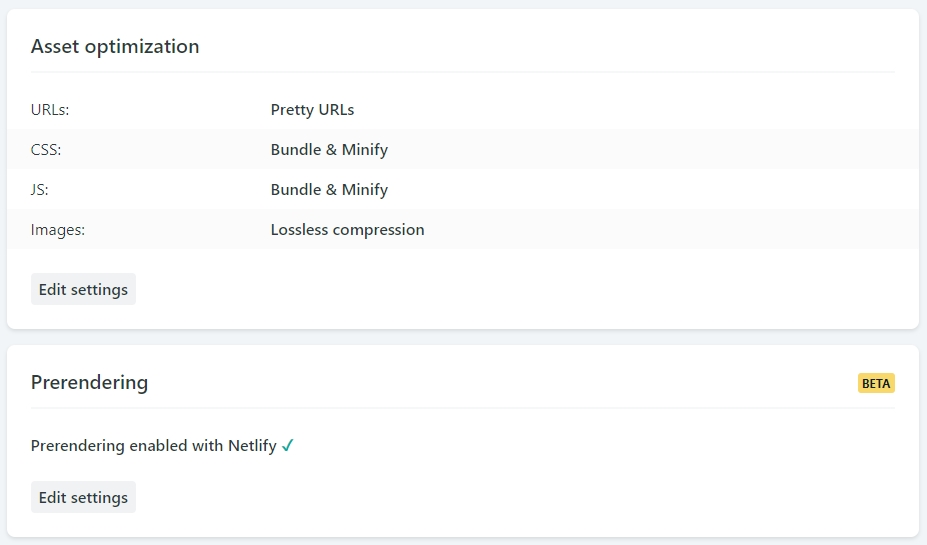 Asset optimization
URLs: Pretty URLs
CSS: Bundle & Minify
JS: Bundle & Minify
Images: Lossless compression
Edit settings
Prerendering BETA
Prerendering enabled with Netlify ✓
Edit settings